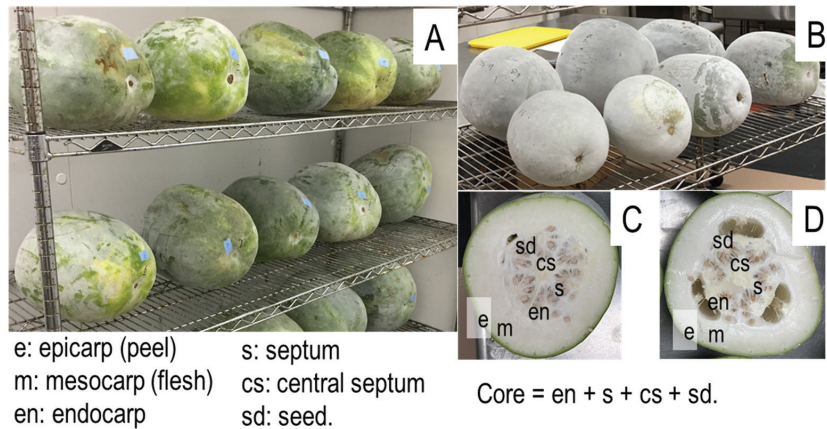 A
B
C
D
sd
cs
s
en
e
m
sd
cs
s
en
e
m
e: epicarp (peel)
m: mesocarp (flesh)
en: endocarp
s: septum
cs: central septum
sd: seed.
Core = en + s + cs + sd.